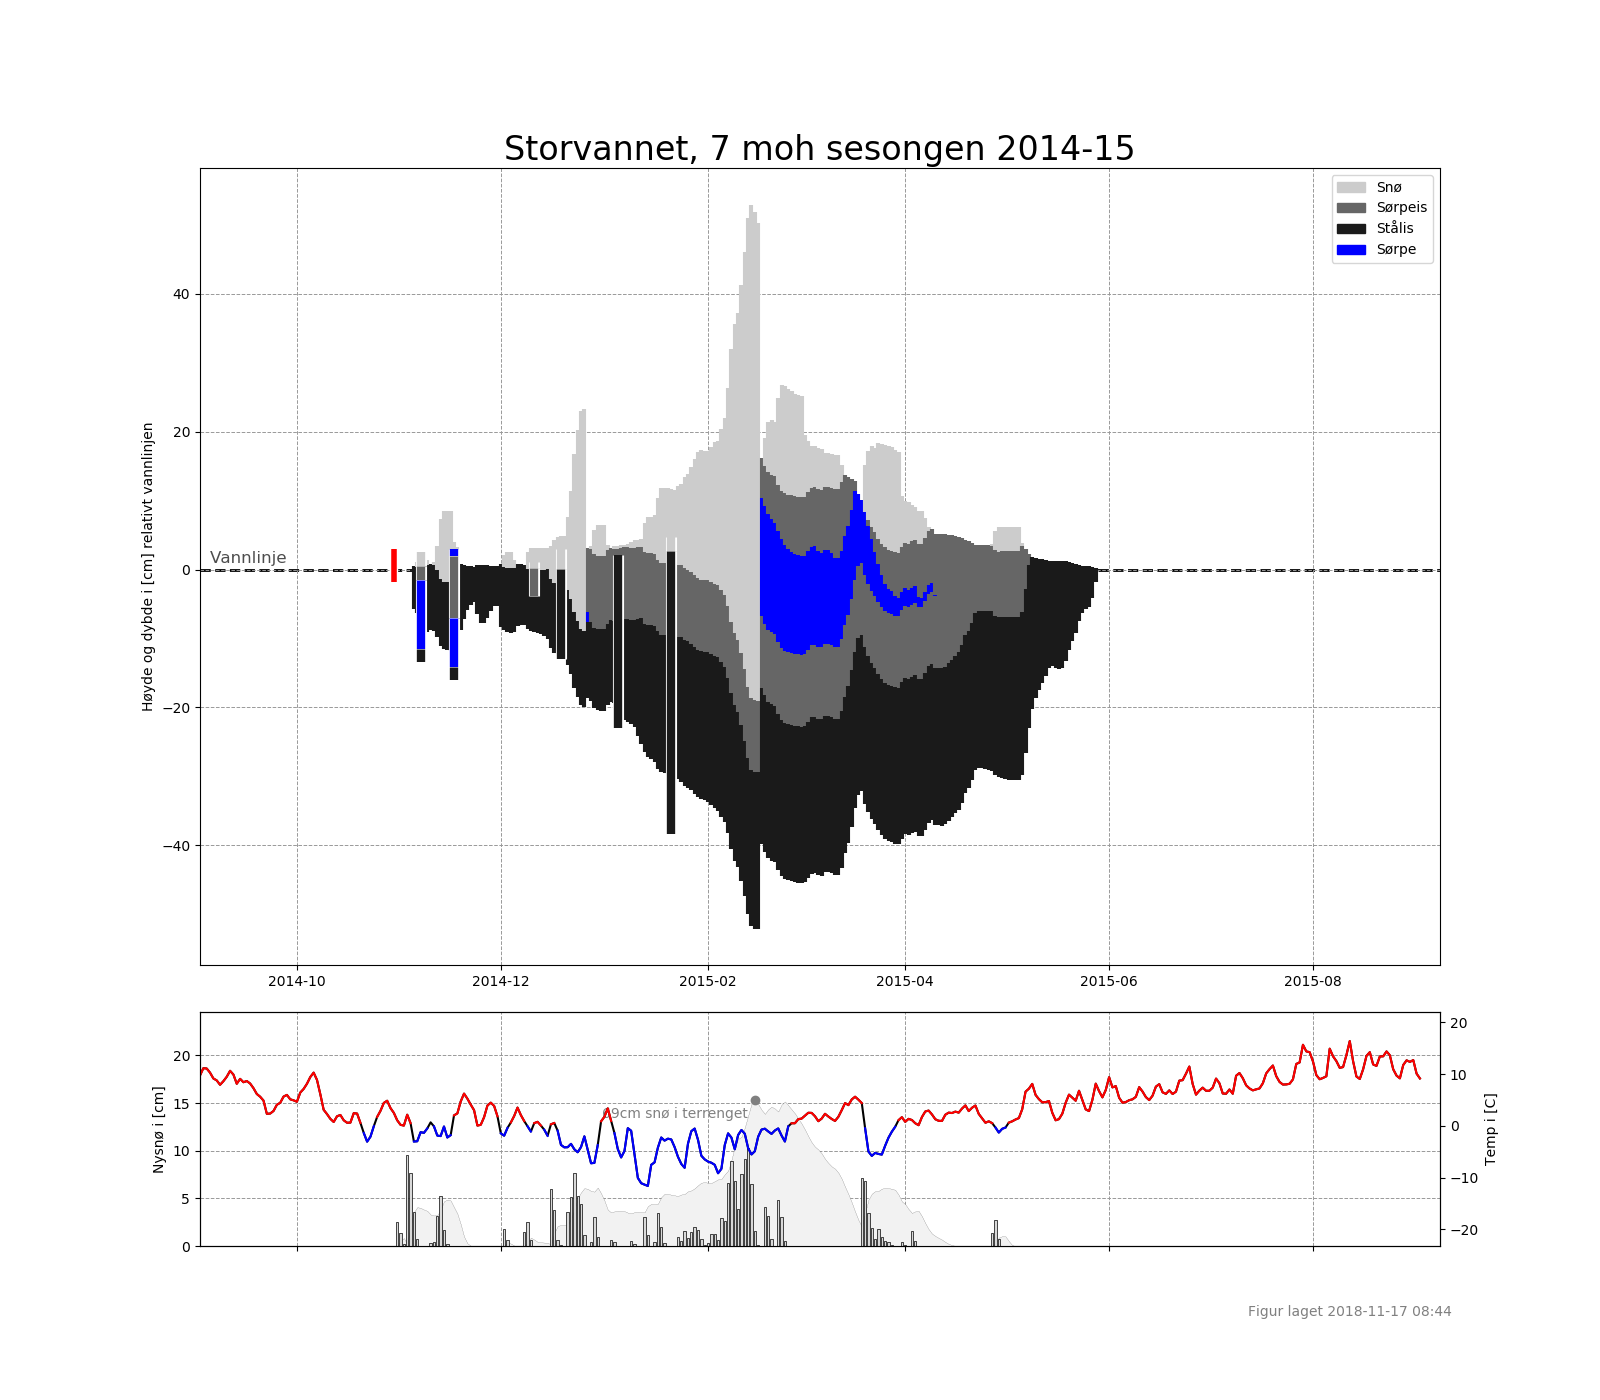 Storvannet, 7 moh sesongen 2014-15
Snø
Sørpeis
Stålis
Sørpe
Høyde og dybde i [cm] relativt vannlinjen
40
20
0
−20
−40
Vannlinje
2014-10
2014-12
2015-02
2015-04
2015-06
2015-08
Nysnø i [cm]
20
15
10
5
0
69cm snø i terrenget
20
10
0
−10
−20
Temp i [C]
Figur laget 2018-11-17 08:44